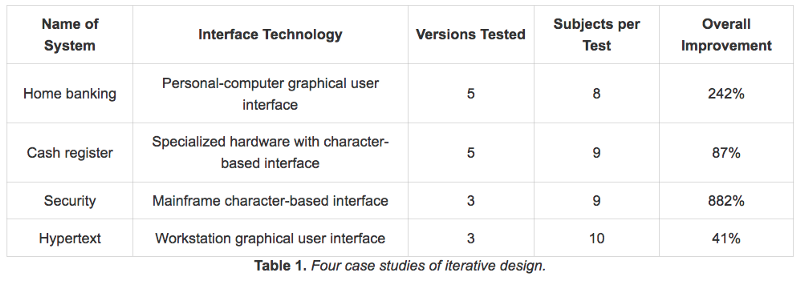 Name of System Interface Technology Versions Tested Subjects per Test Overall Improvement
Home banking Personal-computer graphical user interface 5 8 242%
Cash register Specialized hardware with character-based interface 5 9 87%
Security Mainframe character-based interface 3 9 882%
Hypertext Workstation graphical user interface 3 10 41%
Table 1. Four case studies of iterative design.